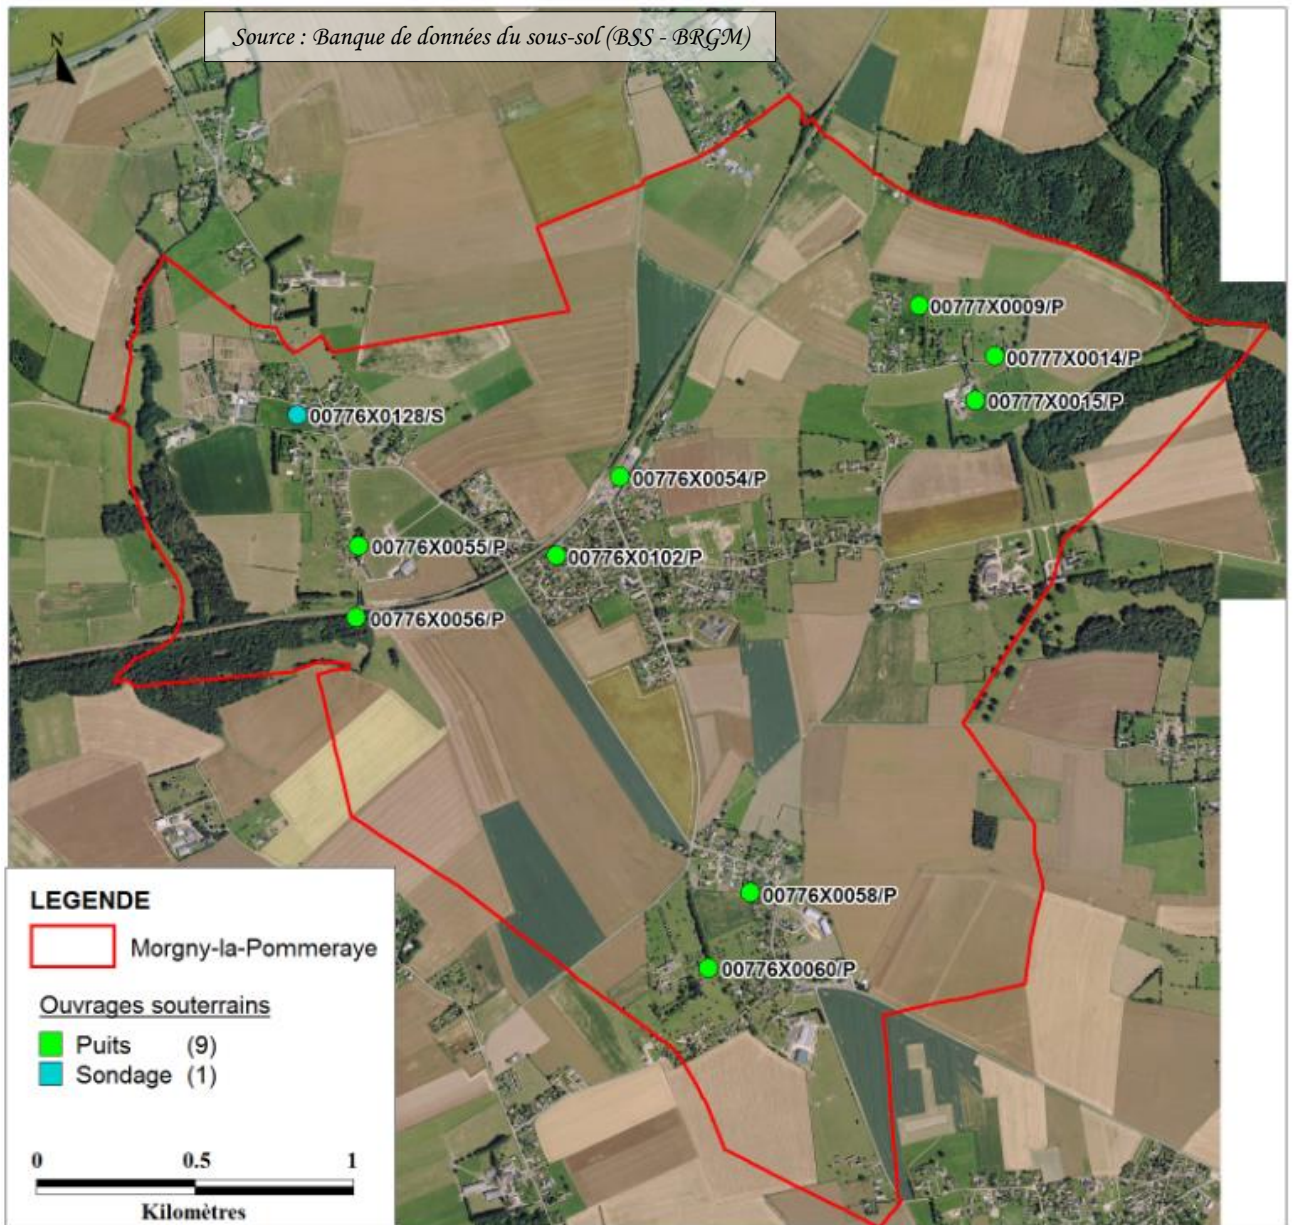 Source : Banque de données du sous-sol (BSS - BRGM)
N
00777X0009/P
00777X0014/P
00777X0015/P
00776X0128/S
00776X0054/P
00776X0055/P
00776X0102/P
00776X0056/P
00776X0058/P
00776X0060/P
LEGENDE
Morgny-la-Pommeraye
Ouvrages souterrains
Puits (9)
Sondage (1)
0 0.5 1
Kilomètres